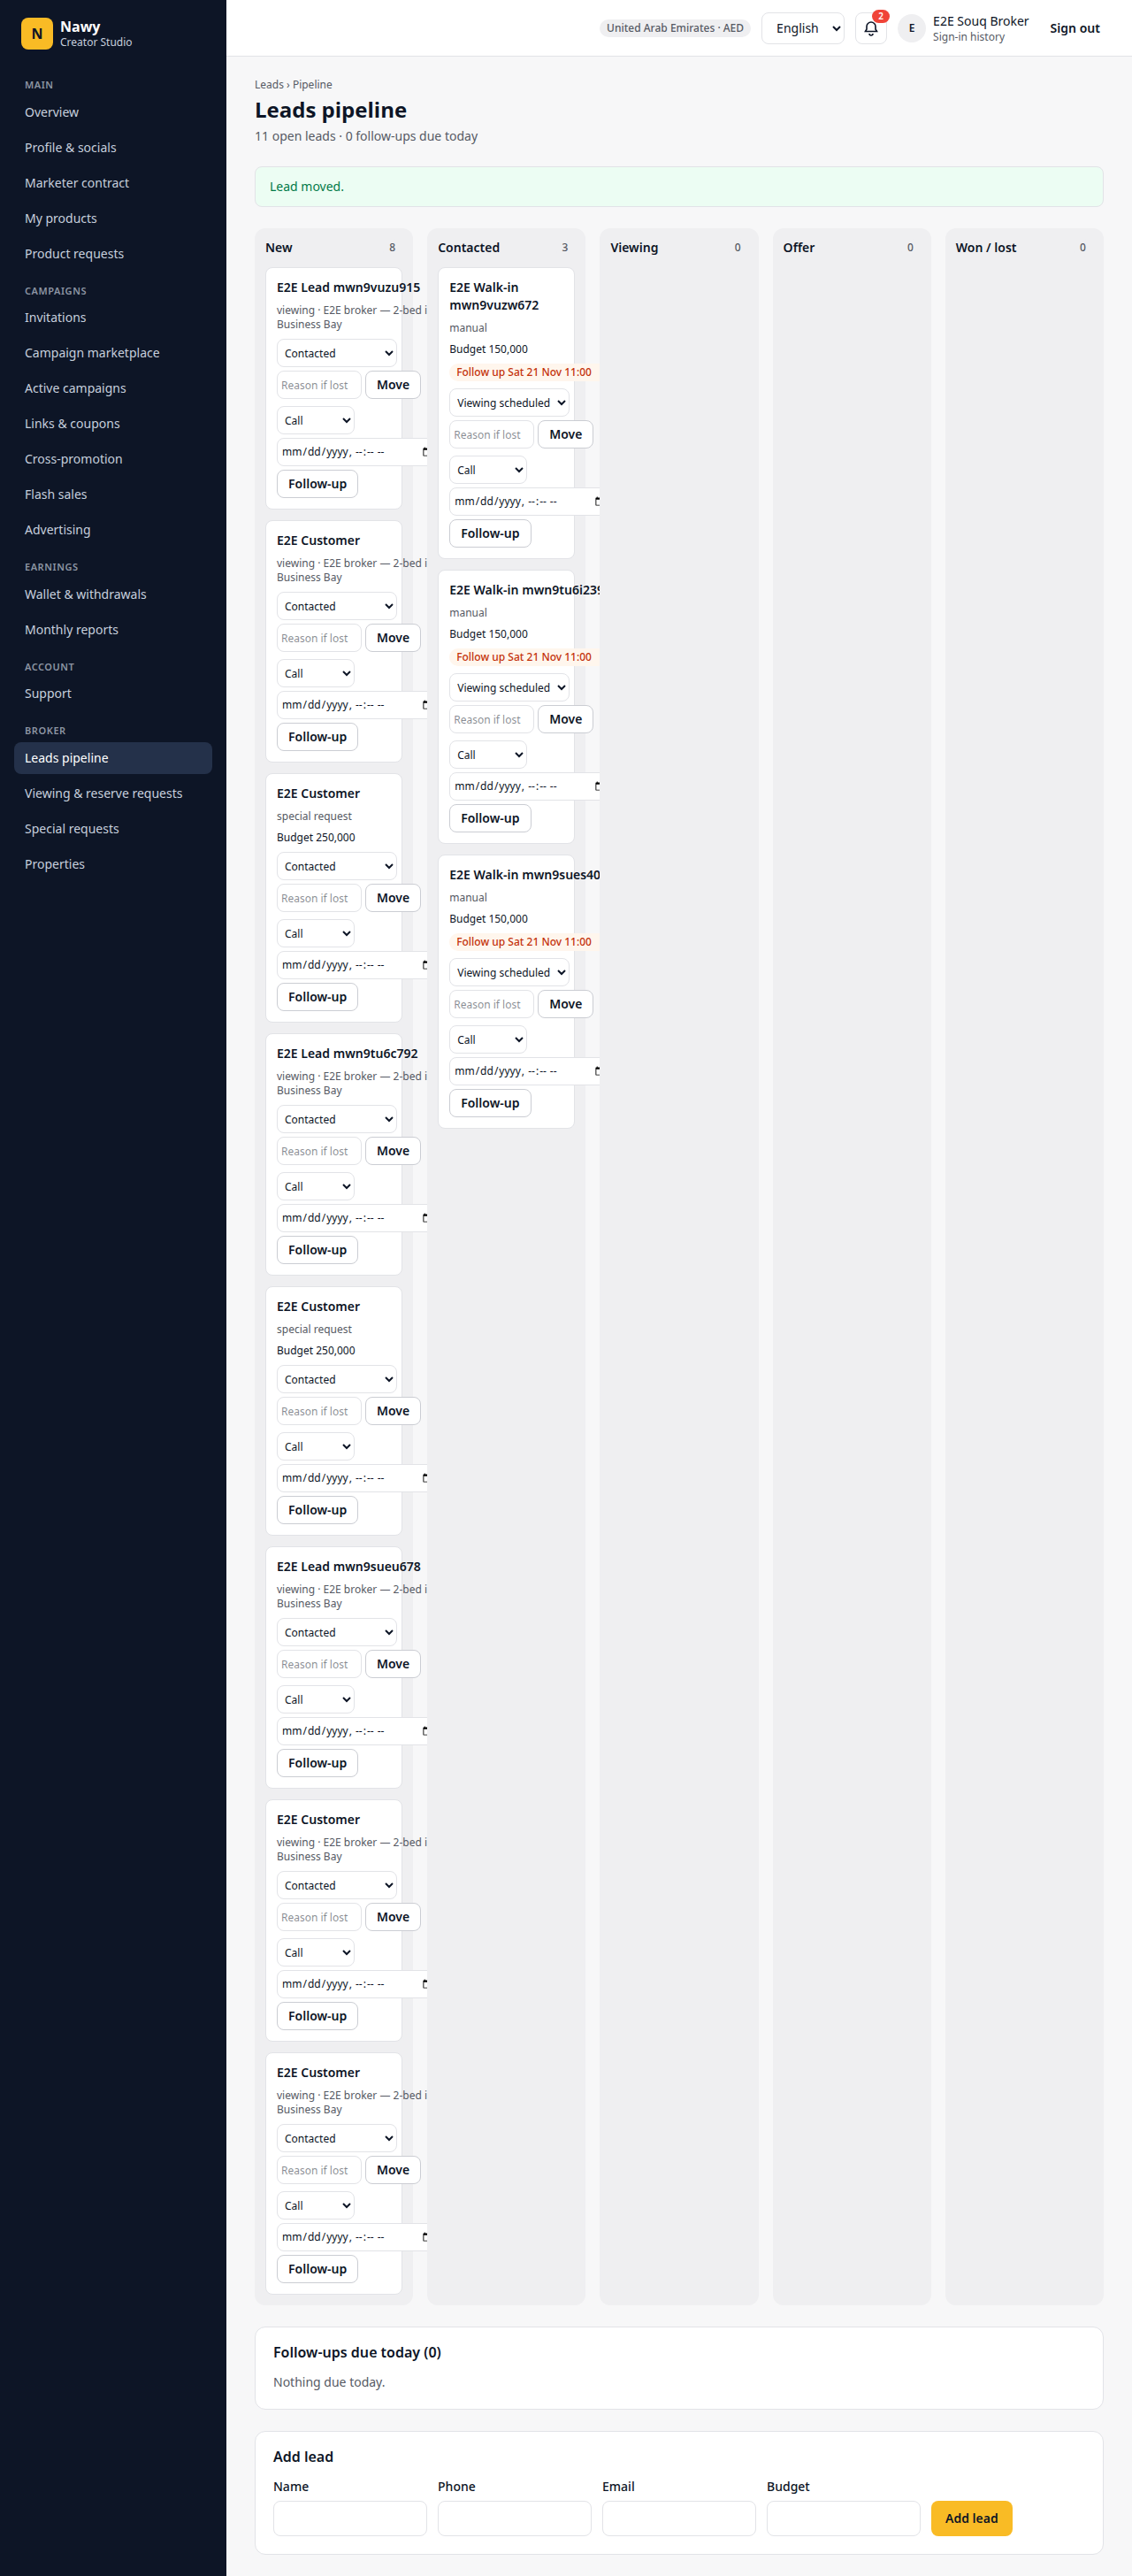 N
Nawy
Creator Studio
MAIN
Overview
Profile & socials
Marketer contract
My products
Product requests
CAMPAIGNS
Invitations
Campaign marketplace
Active campaigns
Links & coupons
Cross-promotion
Flash sales
Advertising
EARNINGS
Wallet & withdrawals
Monthly reports
ACCOUNT
Support
BROKER
Leads pipeline
Viewing & reserve requests
Special requests
Properties
United Arab Emirates · AED
English
2
E
E2E Souq Broker
Sign-in history
Sign out
Leads › Pipeline
Leads pipeline
11 open leads · 0 follow-ups due today
Lead moved.
New 8
E2E Lead mwn9vuzu915
viewing · E2E broker — 2-bed i
Business Bay
Contacted
Reason if lost Move
Call
mm/dd/yyyy, --:-- --
Follow-up
E2E Customer
viewing · E2E broker — 2-bed i
Business Bay
Contacted
Reason if lost Move
Call
mm/dd/yyyy, --:-- --
Follow-up
E2E Customer
special request
Budget 250,000
Contacted
Reason if lost Move
Call
mm/dd/yyyy, --:-- --
Follow-up
E2E Lead mwn9tu6c792
viewing · E2E broker — 2-bed i
Business Bay
Contacted
Reason if lost Move
Call
mm/dd/yyyy, --:-- --
Follow-up
E2E Customer
special request
Budget 250,000
Contacted
Reason if lost Move
Call
mm/dd/yyyy, --:-- --
Follow-up
E2E Lead mwn9sueu678
viewing · E2E broker — 2-bed i
Business Bay
Contacted
Reason if lost Move
Call
mm/dd/yyyy, --:-- --
Follow-up
E2E Customer
viewing · E2E broker — 2-bed i
Business Bay
Contacted
Reason if lost Move
Call
mm/dd/yyyy, --:-- --
Follow-up
E2E Customer
viewing · E2E broker — 2-bed i
Business Bay
Contacted
Reason if lost Move
Call
mm/dd/yyyy, --:-- --
Follow-up
Contacted 3
E2E Walk-in
mwn9vuzw672
manual
Budget 150,000
Follow up Sat 21 Nov 11:00
Viewing scheduled
Reason if lost Move
Call
mm/dd/yyyy, --:-- --
Follow-up
E2E Walk-in mwn9tu6i239
manual
Budget 150,000
Follow up Sat 21 Nov 11:00
Viewing scheduled
Reason if lost Move
Call
mm/dd/yyyy, --:-- --
Follow-up
E2E Walk-in mwn9sues40
manual
Budget 150,000
Follow up Sat 21 Nov 11:00
Viewing scheduled
Reason if lost Move
Call
mm/dd/yyyy, --:-- --
Follow-up
Viewing 0
Offer 0
Won / lost 0
Follow-ups due today (0)
Nothing due today.
Add lead
Name Phone Email Budget
Add lead